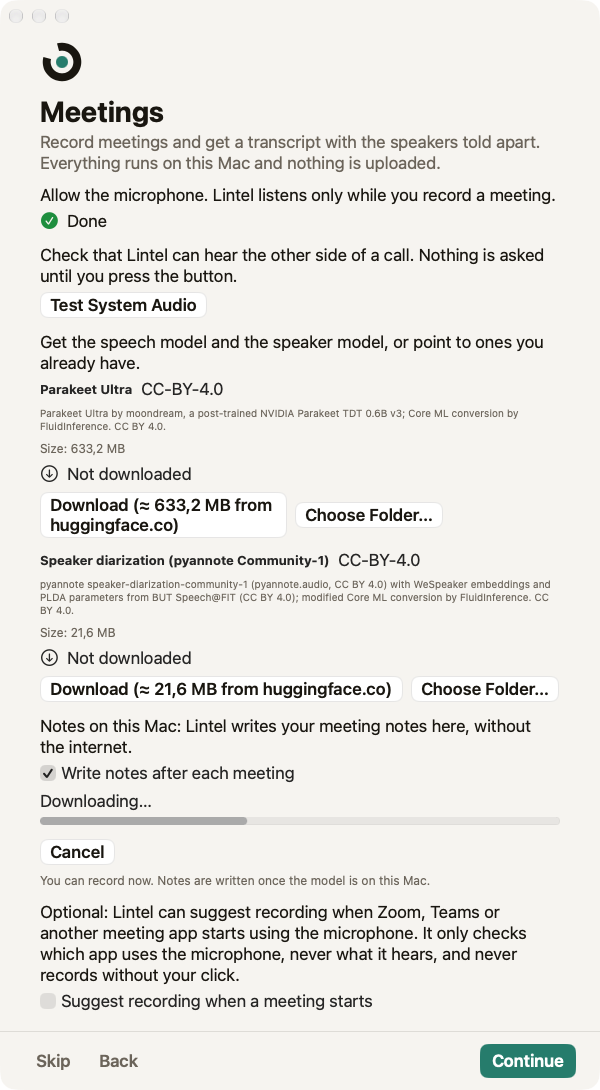 Meetings
Record meetings and get a transcript with the speakers told apart.
Everything runs on this Mac and nothing is uploaded.
Allow the microphone. Lintel listens only while you record a meeting.
Done
Check that Lintel can hear the other side of a call. Nothing is asked
until you press the button.
Test System Audio
Get the speech model and the speaker model, or point to ones you
already have.
Parakeet Ultra CC-BY-4.0
Parakeet Ultra by moondream, a post-trained NVIDIA Parakeet TDT 0.6B v3; Core ML conversion by
FluidInference. CC BY 4.0.
Size: 633,2 MB
Not downloaded
Download (≈ 633,2 MB from
huggingface.co)
Choose Folder...
Speaker diarization (pyannote Community-1) CC-BY-4.0
pyannote speaker-diarization-community-1 (pyannote.audio, CC BY 4.0) with WeSpeaker embeddings and
PLDA parameters from BUT Speech@FIT (CC BY 4.0); modified Core ML conversion by FluidInference. CC
BY 4.0.
Size: 21,6 MB
Not downloaded
Download (≈ 21,6 MB from huggingface.co) Choose Folder...
Notes on this Mac: Lintel writes your meeting notes here, without
the internet.
Write notes after each meeting
Downloading...
Cancel
You can record now. Notes are written once the model is on this Mac.
Optional: Lintel can suggest recording when Zoom, Teams or
another meeting app starts using the microphone. It only checks
which app uses the microphone, never what it hears, and never
records without your click.
Suggest recording when a meeting starts
Skip Back Continue